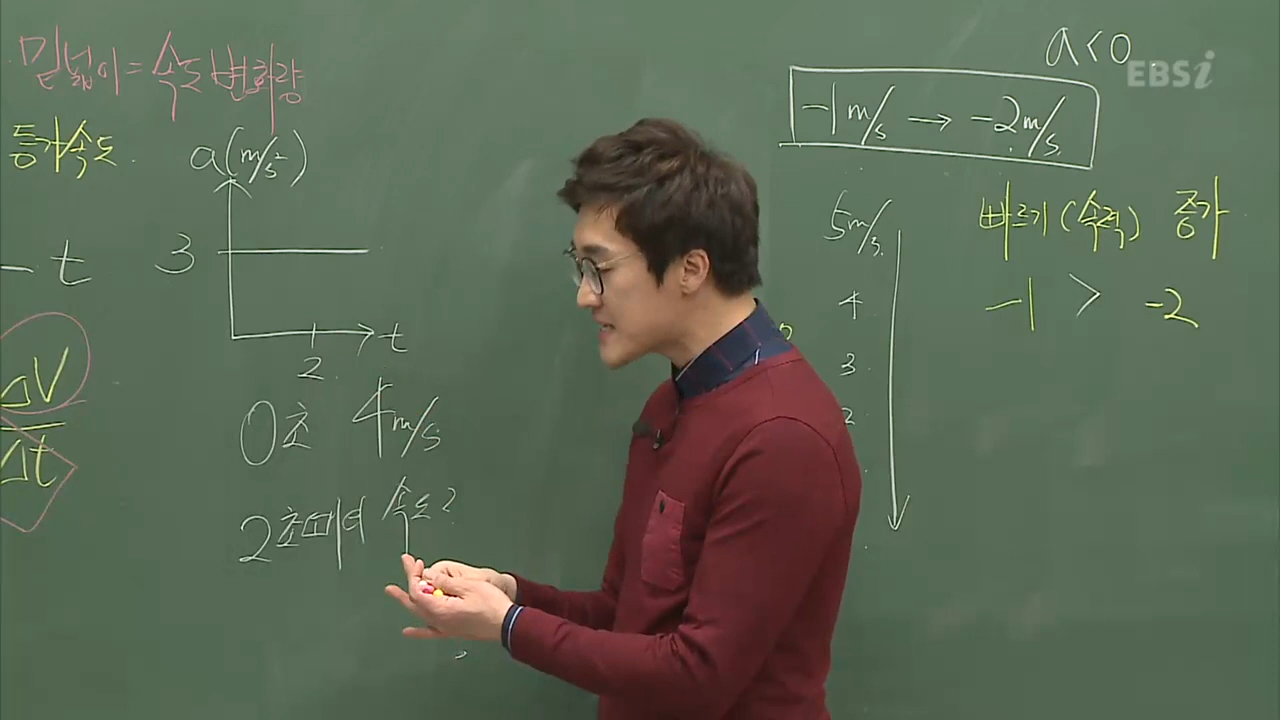 밑넓이 = 속도변화량
등가속도
a(m/s²)
3
t
2
t
ΔV
Δt
0초 4m/s
2초때의 속도?
a<0
EBSi
-1m/s → -2m/s
5m/s
4
3
2
빠르기(속력) 증가
-1 > -2